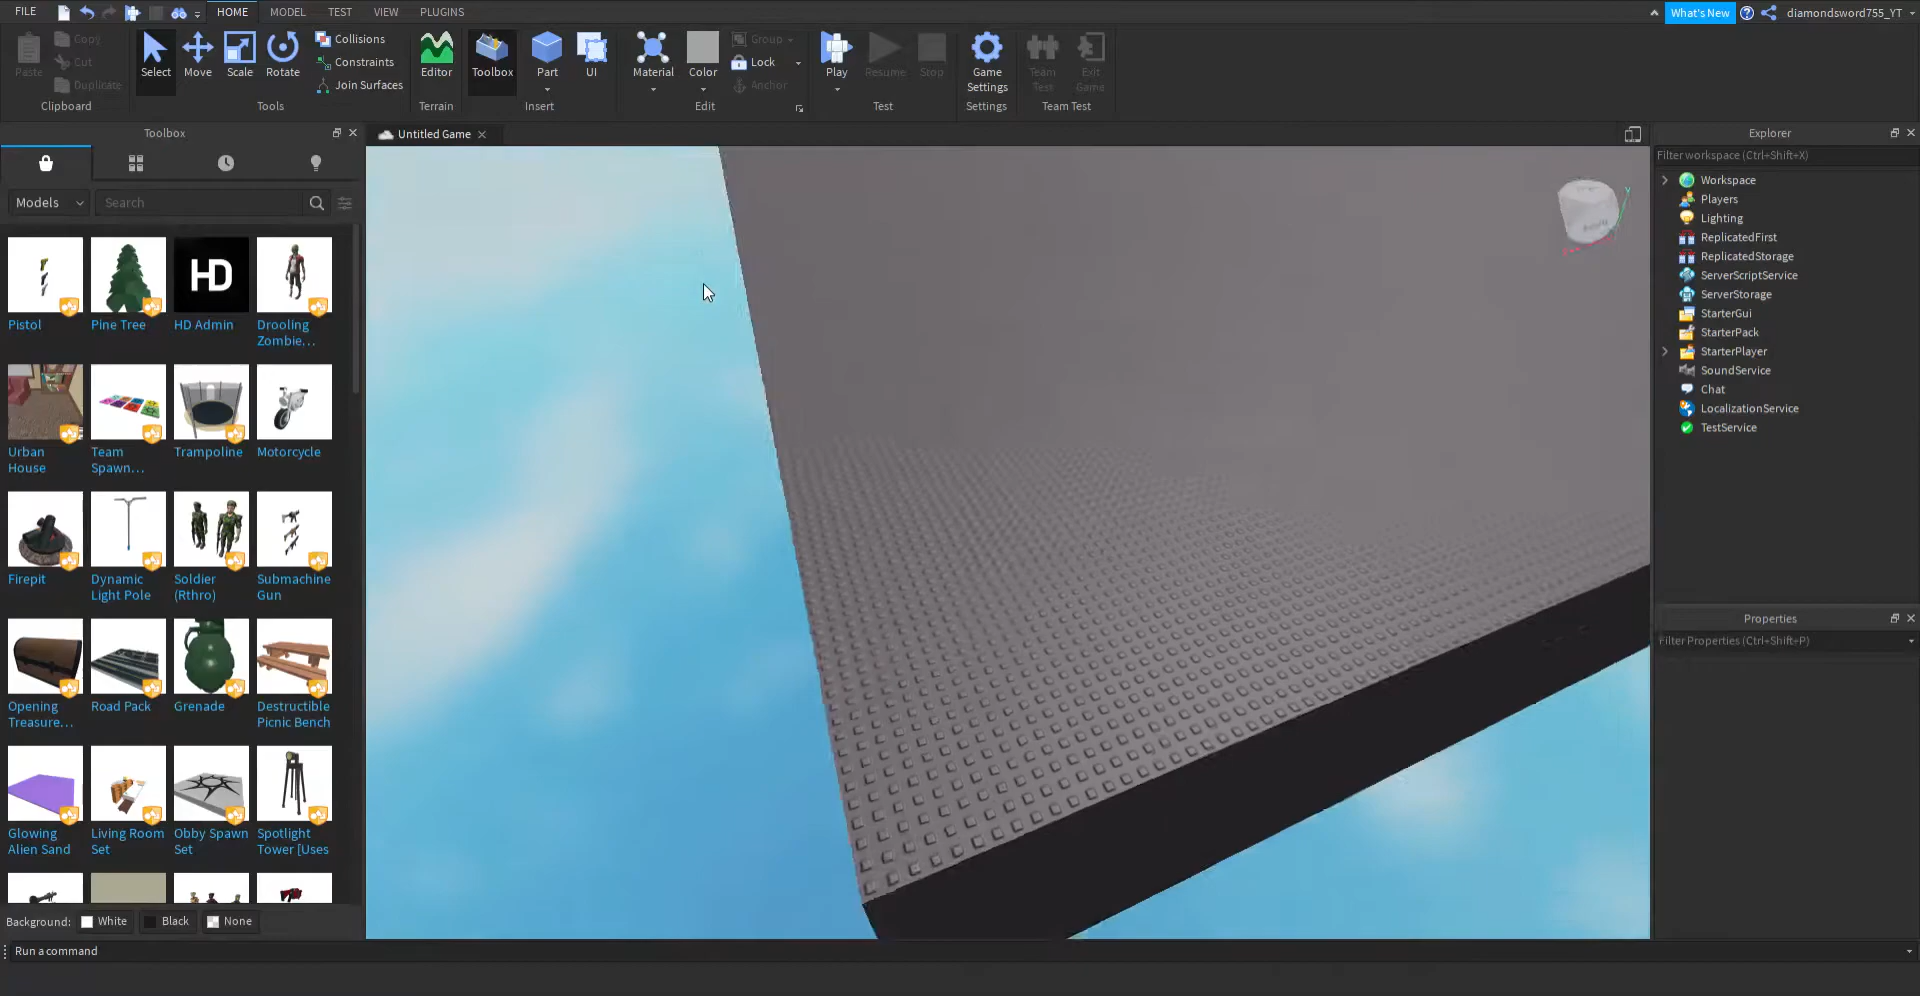 FILE HOME MODEL TEST VIEW PLUGINS What's New diamondsword755_YT
Paste Copy Cut Duplicate Clipboard
Select Move Scale Rotate Collisions Constraints Join Surfaces Tools
Editor Terrain
Toolbox Part UI Insert
Material Color Group Lock Anchor Edit
Play Resume Stop Test
Game Settings Settings
Team Test Exit Game Team Test
Toolbox
Models Search
Pistol Pine Tree HD Admin Drooling
Zombie...
HD
Urban Team Trampoline Motorcycle
House Spawn...
Firepit Dynamic Soldier Submachine
Light Pole (Rthro) Gun
Opening Road Pack Grenade Destructible
Treasure... Picnic Bench
Glowing Living Room Obby Spawn Spotlight
Alien Sand Set Set Tower [Uses
Background: White Black None
Run a command
Untitled Game
Explorer
Filter workspace (Ctrl+Shift+X)
Workspace
Players
Lighting
ReplicatedFirst
ReplicatedStorage
ServerScriptService
ServerStorage
StarterGui
StarterPack
StarterPlayer
SoundService
Chat
LocalizationService
TestService
Properties
Filter Properties (Ctrl+Shift+P)